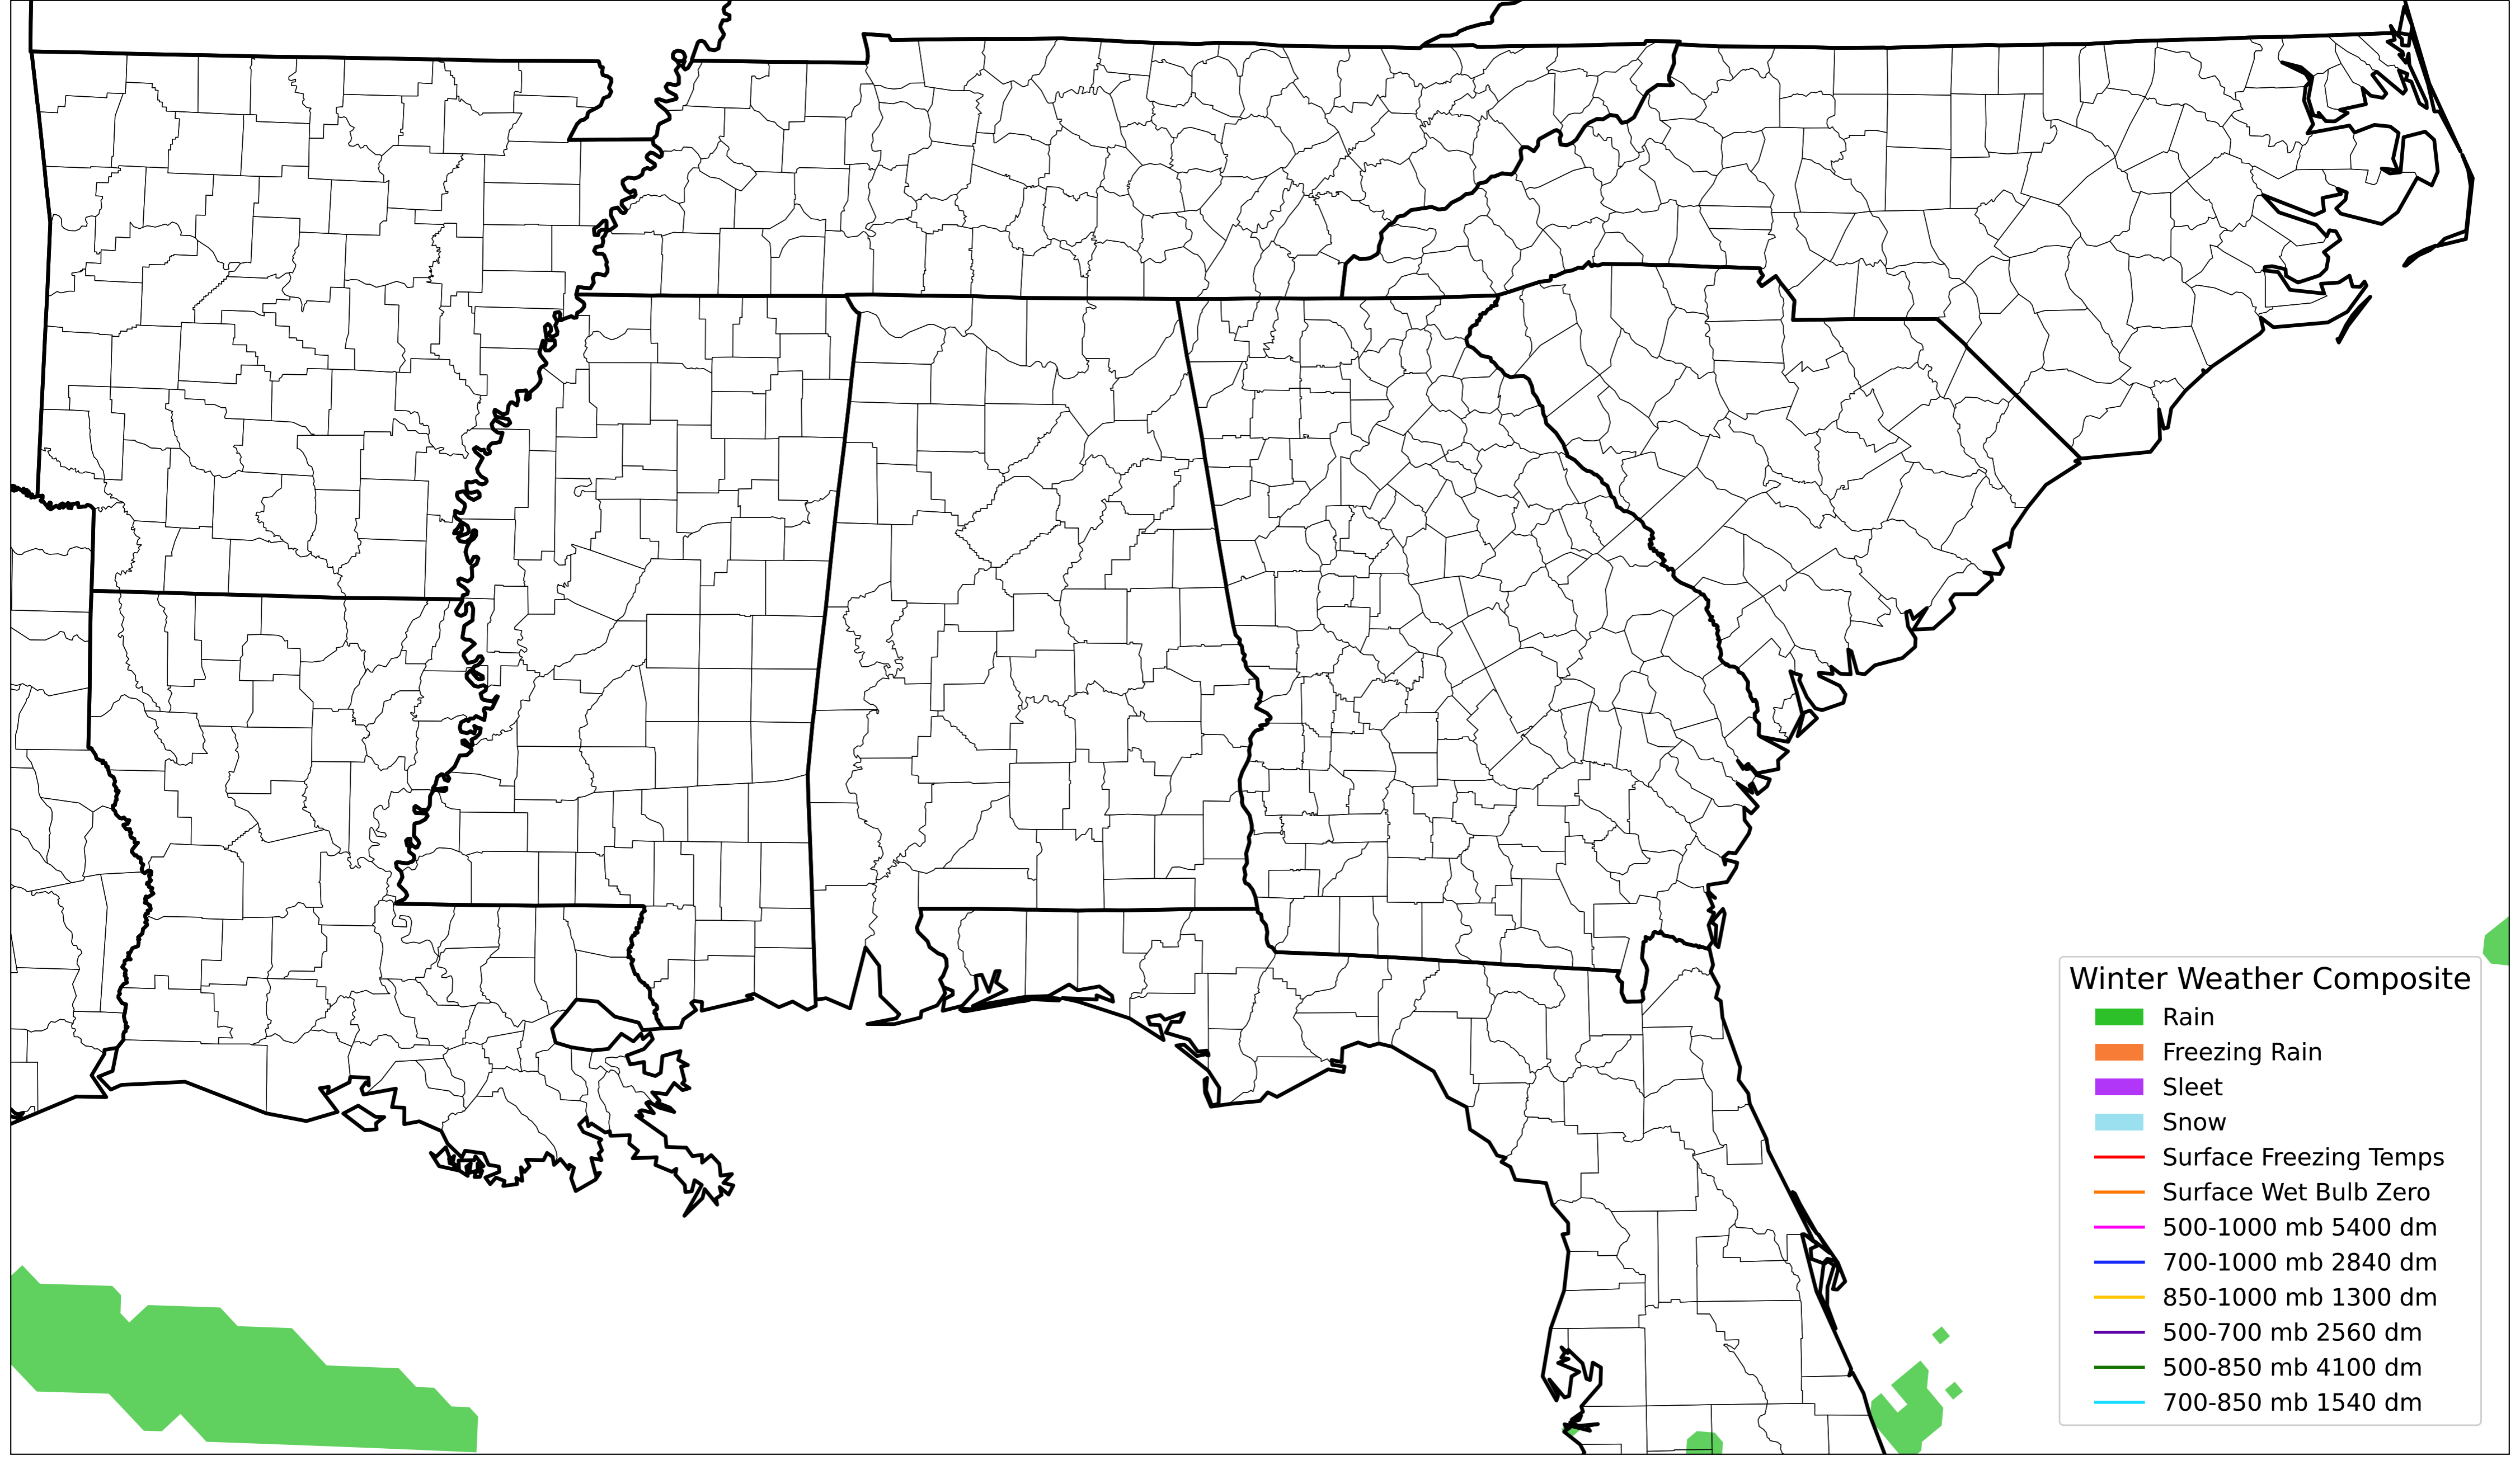 Winter Weather Composite
Rain
Freezing Rain
Sleet
Snow
Surface Freezing Temps
Surface Wet Bulb Zero
500-1000 mb 5400 dm
700-1000 mb 2840 dm
850-1000 mb 1300 dm
500-700 mb 2560 dm
500-850 mb 4100 dm
700-850 mb 1540 dm